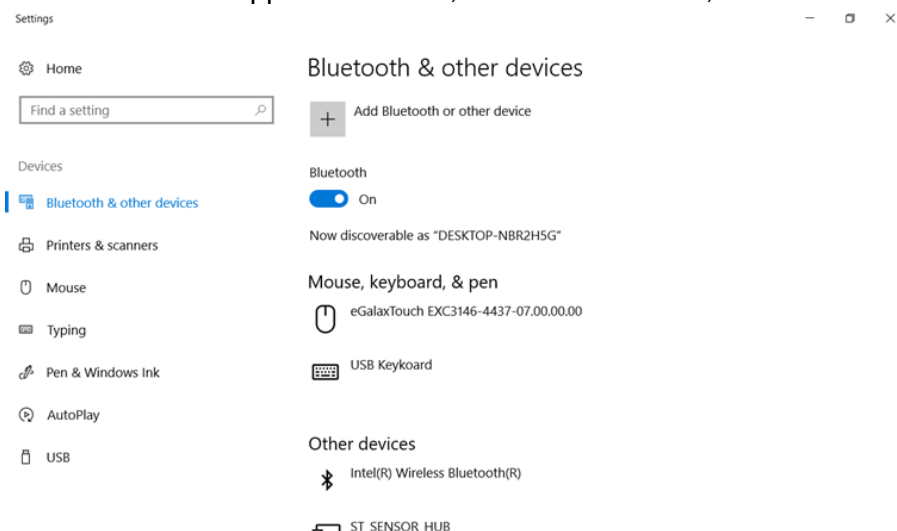 Settings
Home
Find a setting
Devices
Bluetooth & other devices
Printers & scanners
Mouse
Typing
Pen & Windows Ink
AutoPlay
USB
Bluetooth & other devices
Add Bluetooth or other device
Bluetooth
On
Now discoverable as "DESKTOP-NBR2H5G"
Mouse, keyboard, & pen
eGalaxTouch EXC3146-4437-07.00.00.00
USB Keykoard
Other devices
Intel(R) Wireless Bluetooth(R)
ST SENSOR HUB